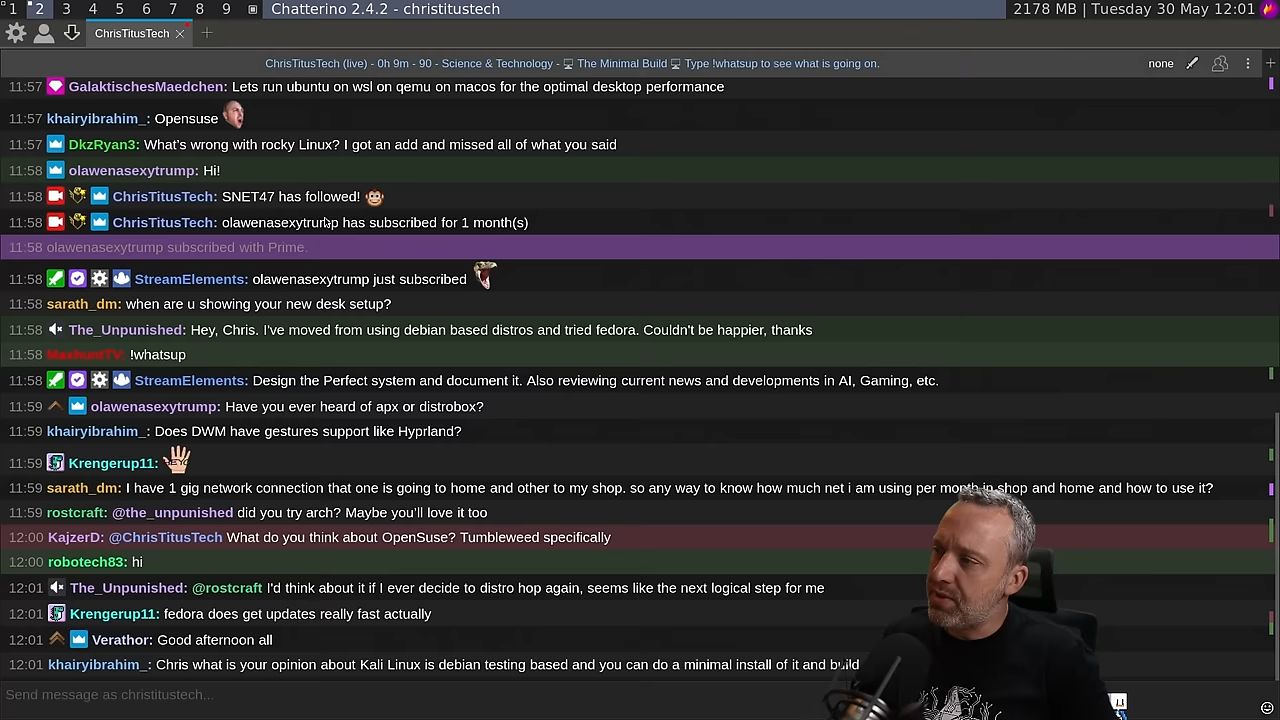 1 2 3 4 5 6 7 8 9 Chatterino 2.4.2 - christitustech 2178 MB | Tuesday 30 May 12:01
ChrisTitusTech
ChrisTitusTech (live) - 0h 9m - 90 - Science & Technology - 🖥 The Minimal Build 🖥 Type !whatsup to see what is going on. none
11:57 GalaktischesMaedchen: Lets run ubuntu on wsl on qemu on macos for the optimal desktop performance
11:57 khairyibrahim_: Opensuse
11:57 DkzRyan3: What's wrong with rocky Linux? I got an add and missed all of what you said
11:58 olawenasexytrump: Hi!
11:58 ChrisTitusTech: SNET47 has followed! 🐵
11:58 ChrisTitusTech: olawenasexytrump has subscribed for 1 month(s)
11:58 olawenasexytrump subscribed with Prime.
11:58 StreamElements: olawenasexytrump just subscribed
11:58 sarath_dm: when are u showing your new desk setup?
11:58 The_Unpunished: Hey, Chris. I've moved from using debian based distros and tried fedora. Couldn't be happier, thanks
11:58 MaxhuntTV: !whatsup
11:58 StreamElements: Design the Perfect system and document it. Also reviewing current news and developments in AI, Gaming, etc.
11:59 olawenasexytrump: Have you ever heard of apx or distrobox?
11:59 khairyibrahim_: Does DWM have gestures support like Hyprland?
11:59 Krengerup11:
11:59 sarath_dm: I have 1 gig network connection that one is going to home and other to my shop. so any way to know how much net i am using per month in shop and home and how to use it?
11:59 rostcraft: @the_unpunished did you try arch? Maybe you'll love it too
12:00 KajzerD: @ChrisTitusTech What do you think about OpenSuse? Tumbleweed specifically
12:00 robotech83: hi
12:01 The_Unpunished: @rostcraft I'd think about it if I ever decide to distro hop again, seems like the next logical step for me
12:01 Krengerup11: fedora does get updates really fast actually
12:01 Verathor: Good afternoon all
12:01 khairyibrahim_: Chris what is your opinion about Kali Linux is debian testing based and you can do a minimal install of it and build
Send message as christitustech...